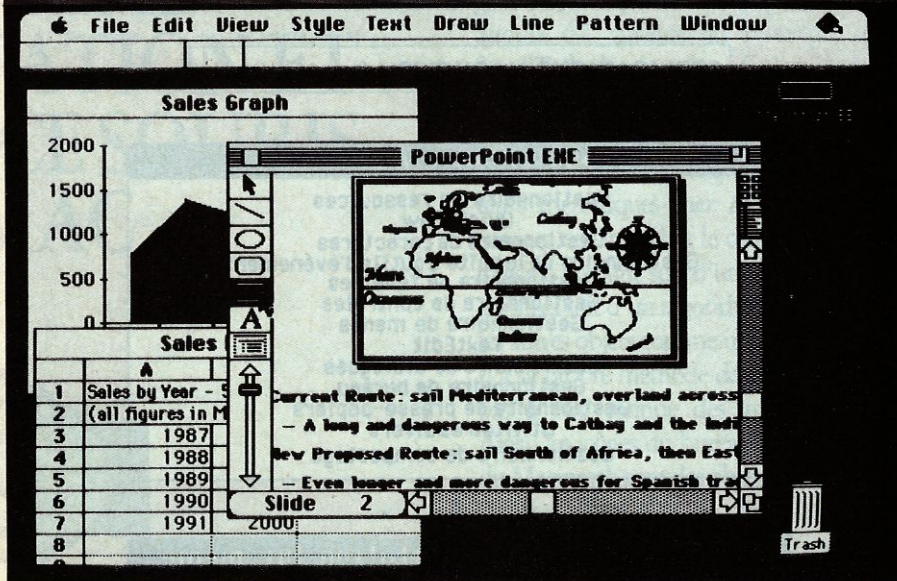 File Edit View Style Text Draw Line Pattern Window
Sales Graph
2000
1500
1000
500
0
PowerPoint EXE
Cathay
Africa
Mare
Oceanus
A
Current Route: sail Mediterranean, overland across
– A long and dangerous way to Cathay and the Indi
New Proposed Route: sail South of Africa, then East
– Even longer and more dangerous for Spanish tra
Slide 2
Sales
A
1 Sales by Year - S
2 (all figures in M
3 1987
4 1988
5 1989
6 1990
7 1991 2000
8
Trash